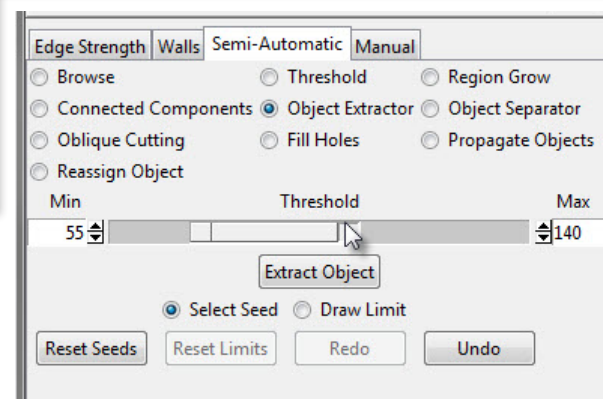 Edge Strength Walls Semi-Automatic Manual
Browse Threshold Region Grow
Connected Components Object Extractor Object Separator
Oblique Cutting Fill Holes Propagate Objects
Reassign Object
Min Threshold Max
55 140
Extract Object
Select Seed Draw Limit
Reset Seeds Reset Limits Redo Undo